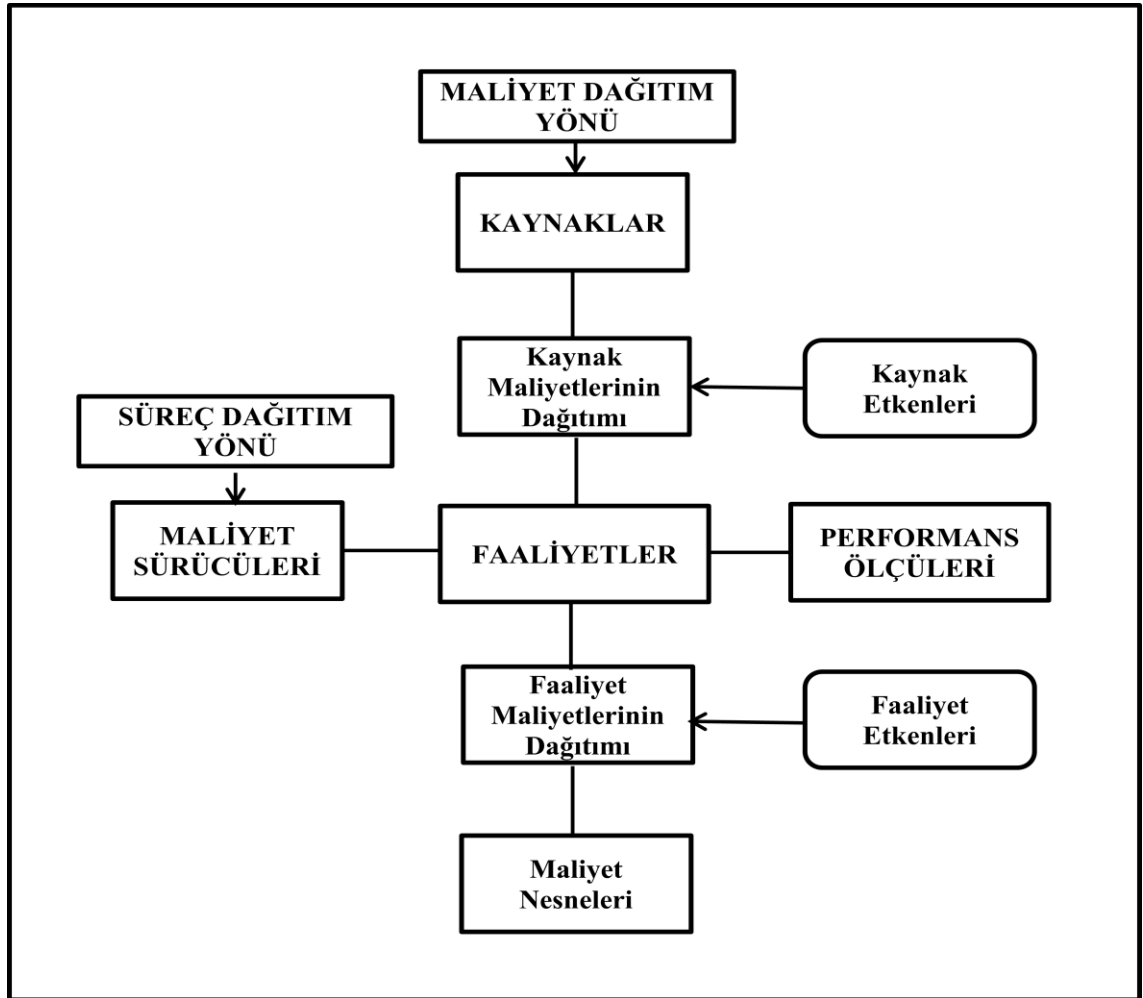 MALİYET DAĞITIM
YÖNÜ
KAYNAKLAR
Kaynak
Maliyetlerinin
Dağıtımı
Kaynak
Etkenleri
SÜREÇ DAĞITIM
YÖNÜ
MALİYET
SÜRÜCÜLERİ
FAALİYETLER
PERFORMANS
ÖLÇÜLERİ
Faaliyet
Maliyetlerinin
Dağıtımı
Faaliyet
Etkenleri
Maliyet
Nesneleri